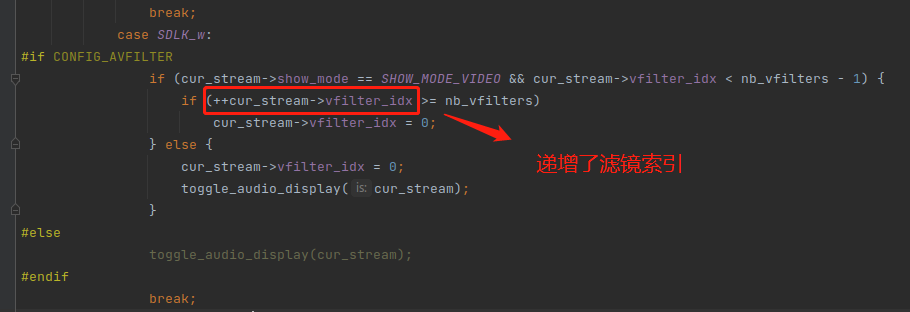 break;
case SDLK_w:
#if CONFIG_AVFILTER
if (cur_stream->show_mode == SHOW_MODE_VIDEO && cur_stream->vfilter_idx < nb_vfilters - 1) {
if (++cur_stream->vfilter_idx >= nb_vfilters)
cur_stream->vfilter_idx = 0;
} else {
递增了滤镜索引
cur_stream->vfilter_idx = 0;
toggle_audio_display( is: cur_stream);
}
#else
toggle_audio_display(cur_stream);
#endif
break;